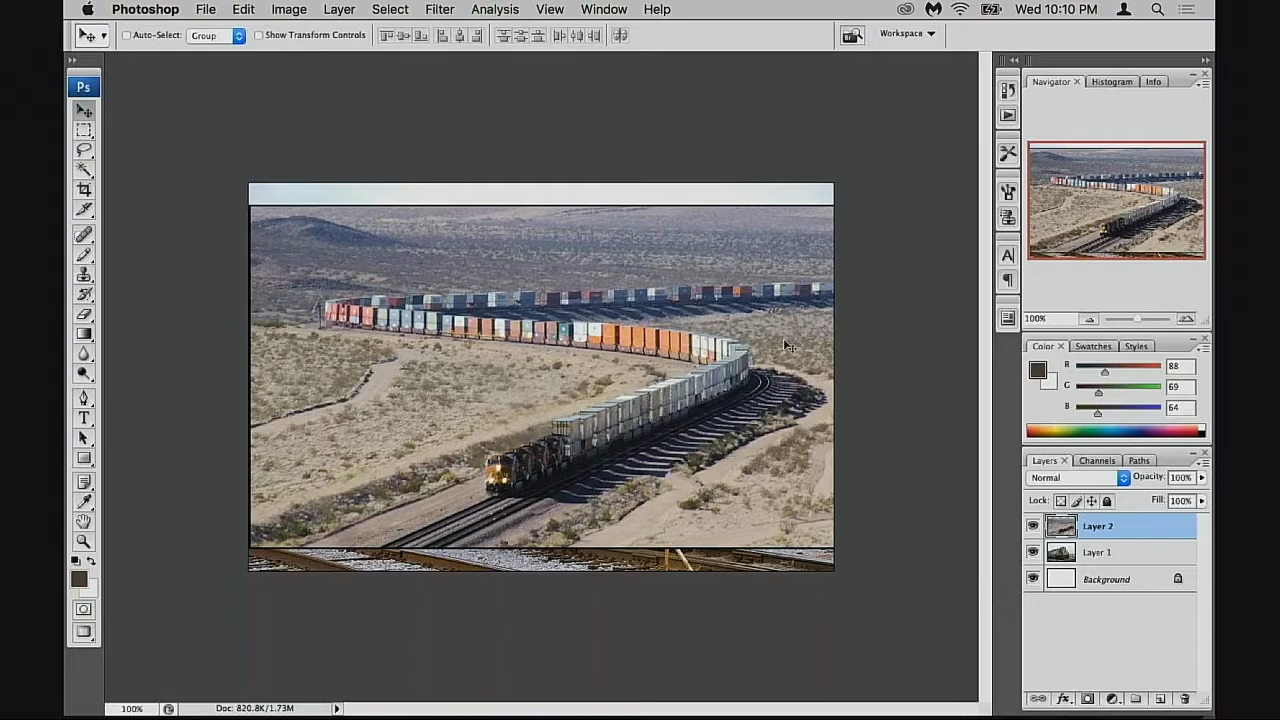 Photoshop File Edit Image Layer Select Filter Analysis View Window Help Wed 10:10 PM
Auto-Select: Group Show Transform Controls Workspace
Ps
Navigator Histogram Info
100%
Color Swatches Styles
R 88
G 69
B 64
Layers Channels Paths
Normal Opacity: 100%
Lock: Fill: 100%
Layer 2
Layer 1
Background
100% Doc: 820.8K/1.73M